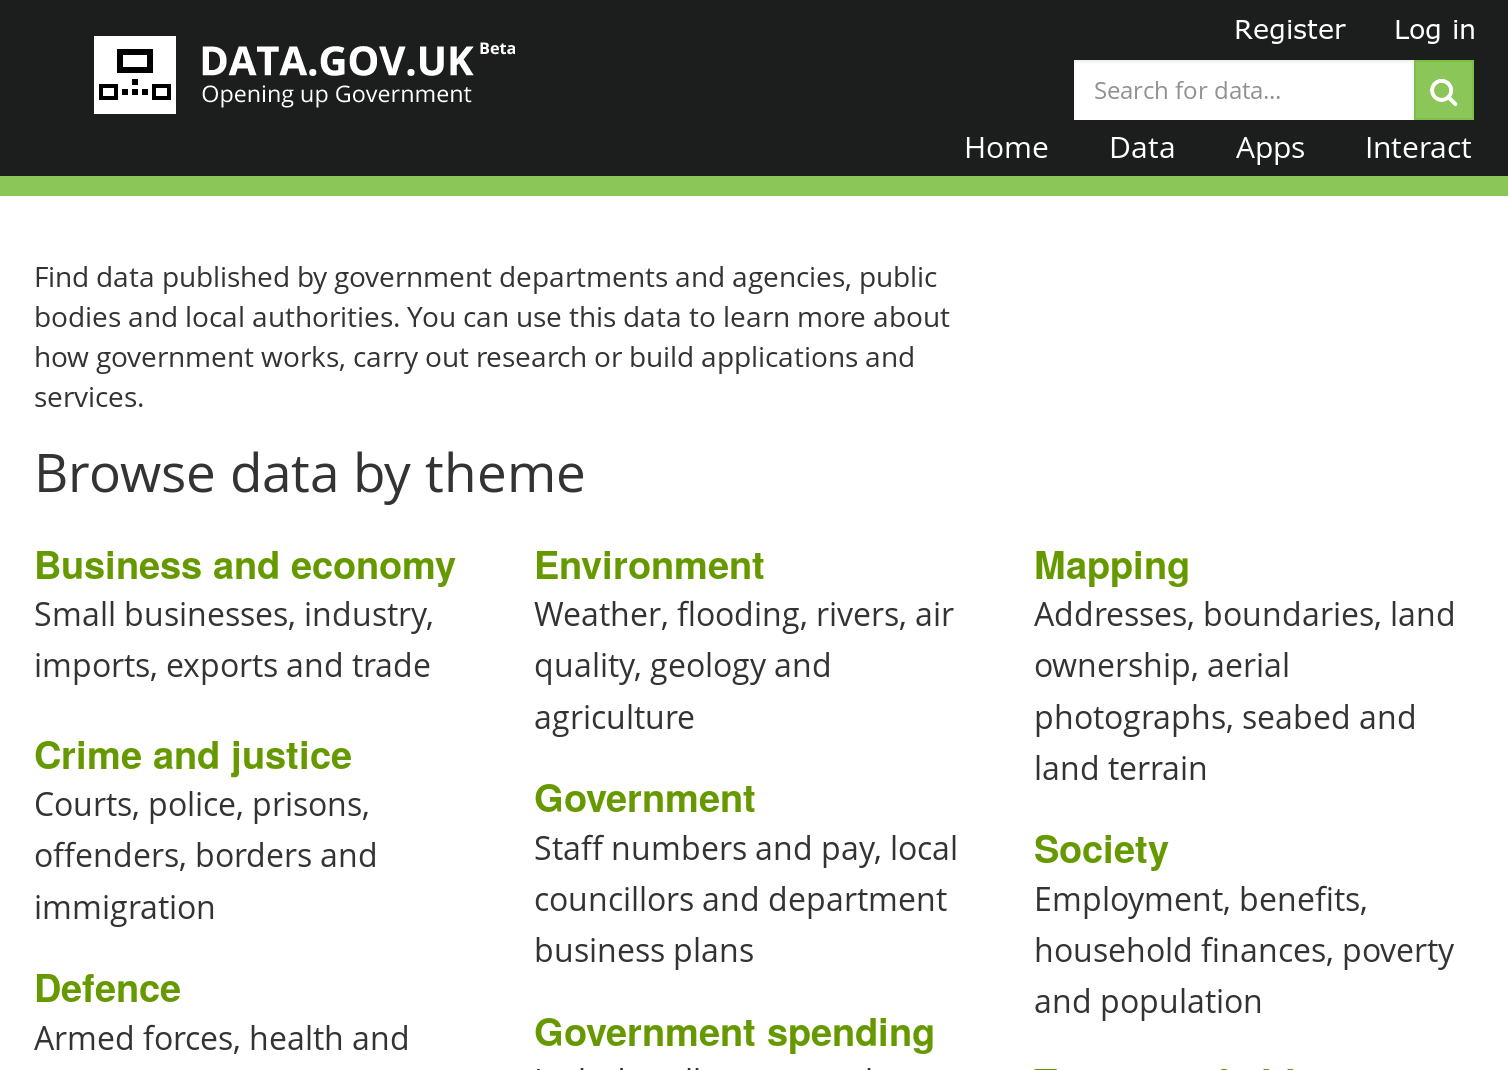 Register Log in
DATA.GOV.UK Beta
Opening up Government
Search for data...
Home Data Apps Interact
Find data published by government departments and agencies, public
bodies and local authorities. You can use this data to learn more about
how government works, carry out research or build applications and
services.
Browse data by theme
Business and economy
Small businesses, industry,
imports, exports and trade
Crime and justice
Courts, police, prisons,
offenders, borders and
immigration
Defence
Armed forces, health and
Environment
Weather, flooding, rivers, air
quality, geology and
agriculture
Government
Staff numbers and pay, local
councillors and department
business plans
Government spending
Mapping
Addresses, boundaries, land
ownership, aerial
photographs, seabed and
land terrain
Society
Employment, benefits,
household finances, poverty
and population